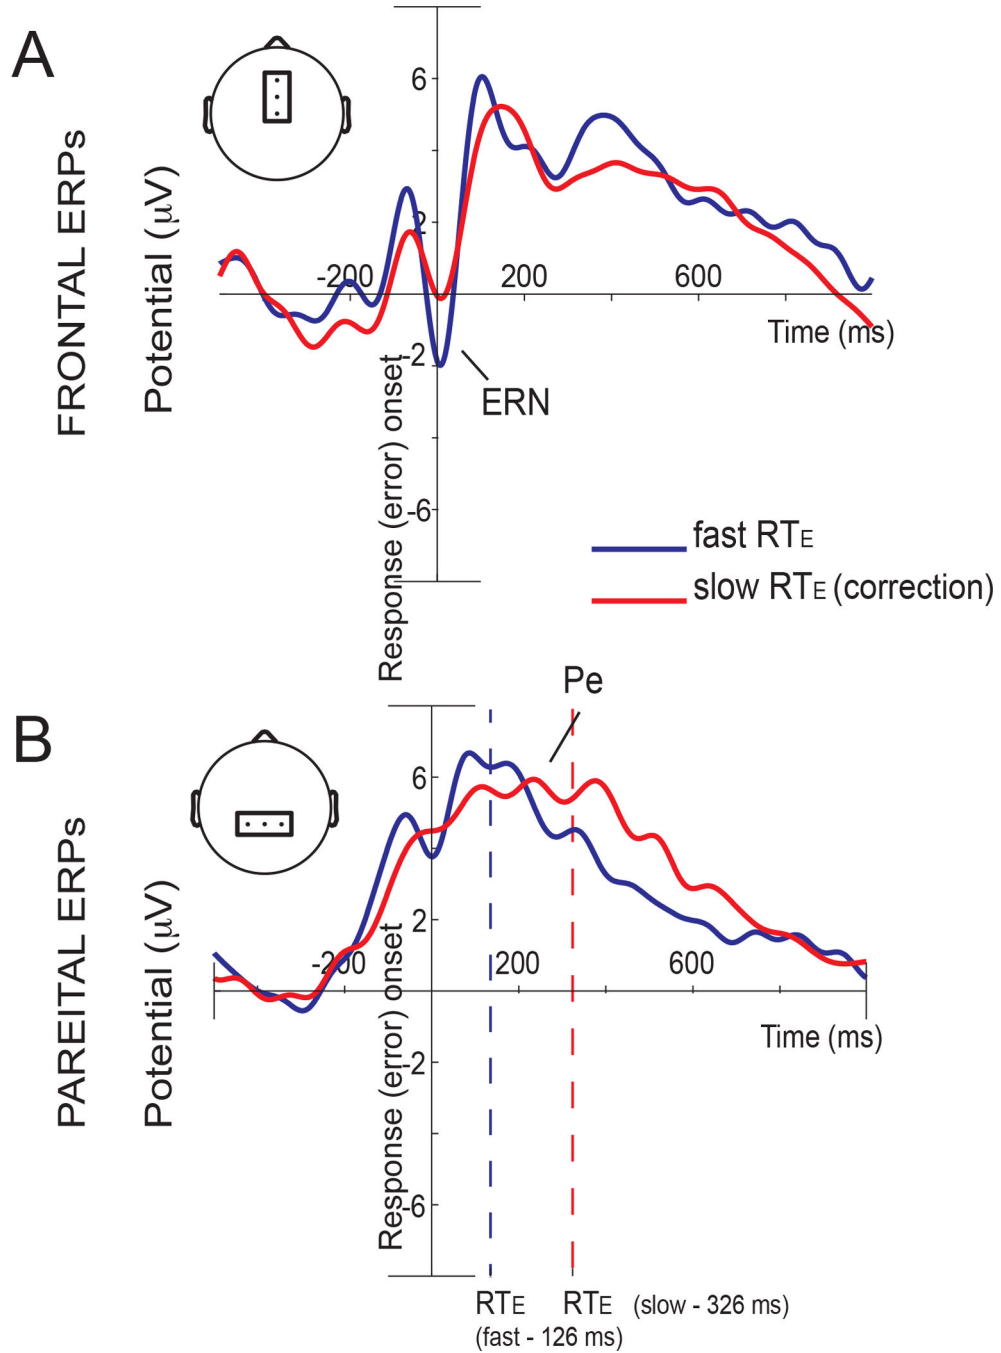 A
FRONTAL ERPs
Potential (μV)
6
2
-200
200
600
Time (ms)
-2
ERN
-6
Response (error) onset
fast RTE
slow RTE (correction)
B
PAREITAL ERPs
Potential (μV)
Pe
6
2
-200
200
600
Time (ms)
-2
-6
Response (error) onset
RTE
(fast - 126 ms)
RTE (slow - 326 ms)